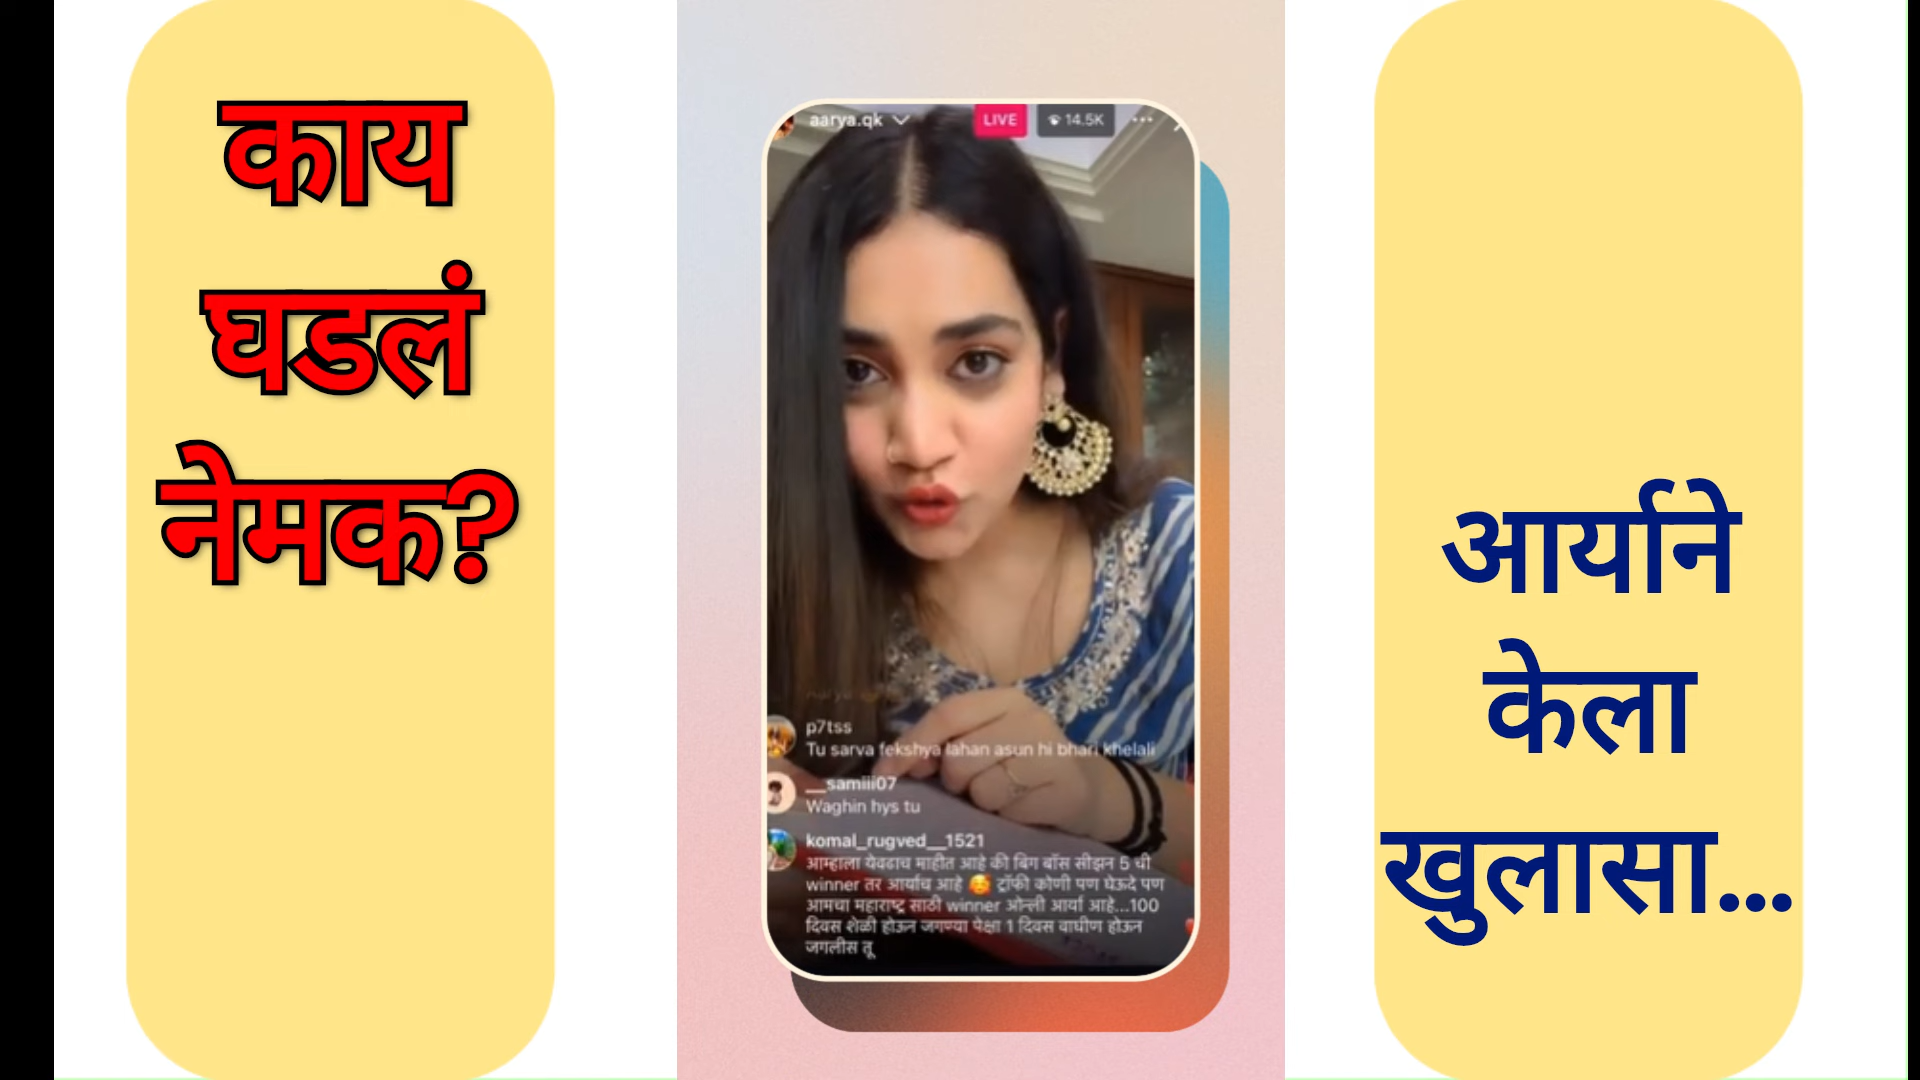 काय
घडलं
नेमक?
aarya.qk
LIVE
14.5K
p7tss
Tu sarva fekshya lahan asun hi bhari khelali
__samiii07
Waghin hys tu
komal_rugved__1521
आम्हाला येवढाच माहीत आहे की बिग बॉस सीझन 5 ची
winner तर आर्याच आहे 🥰 ट्रॉफी कोणी पण घेऊदे पण
आमचा महाराष्ट्र साठी winner ओन्ली आर्या आहे...100
दिवस शेळी होऊन जगण्या पेक्षा 1 दिवस वाघीण होऊन
जगलीस तू
आर्याने
केला
खुलासा...